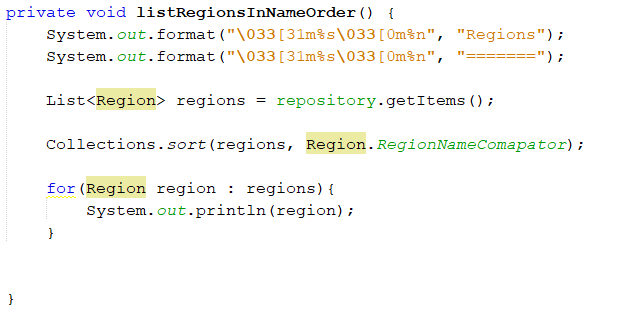 private void listRegionsInNameOrder() {
System.out.format("\033[31m%s\033[0m%n", "Regions");
System.out.format("\033[31m%s\033[0m%n", "=======");
List<Region> regions = repository.getItems();
Collections.sort(regions, Region.RegionNameComapator);
for(Region region : regions){
System.out.println(region);
}
}